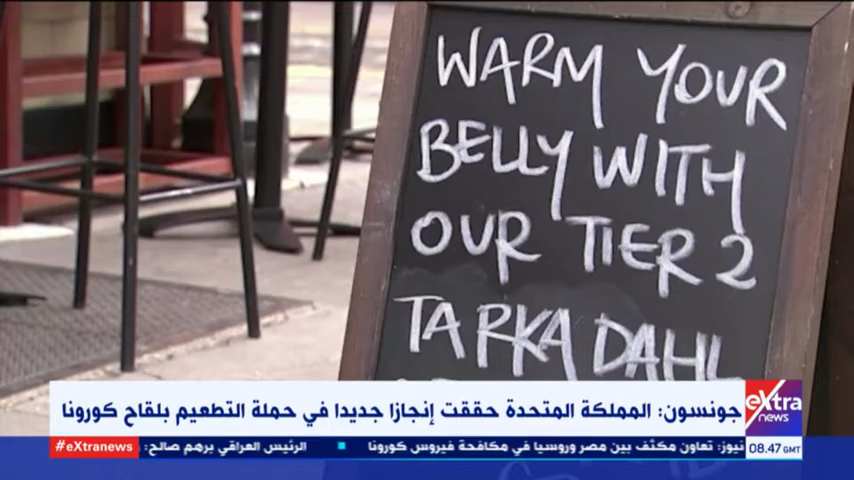 WARM YOUR
BELLY WITH
OUR TIER 2
TARKA DAHL
جونسون: المملكة المتحدة حققت إنجازا جديدا في حملة التطعيم بلقاح كورونا
eXtra
news
نيوز: تعاون مكثف بين مصر وروسيا في مكافحة فيروس كورونا
الرئيس العراقي برهم صالح:
#eXtranews
08.47 GMT